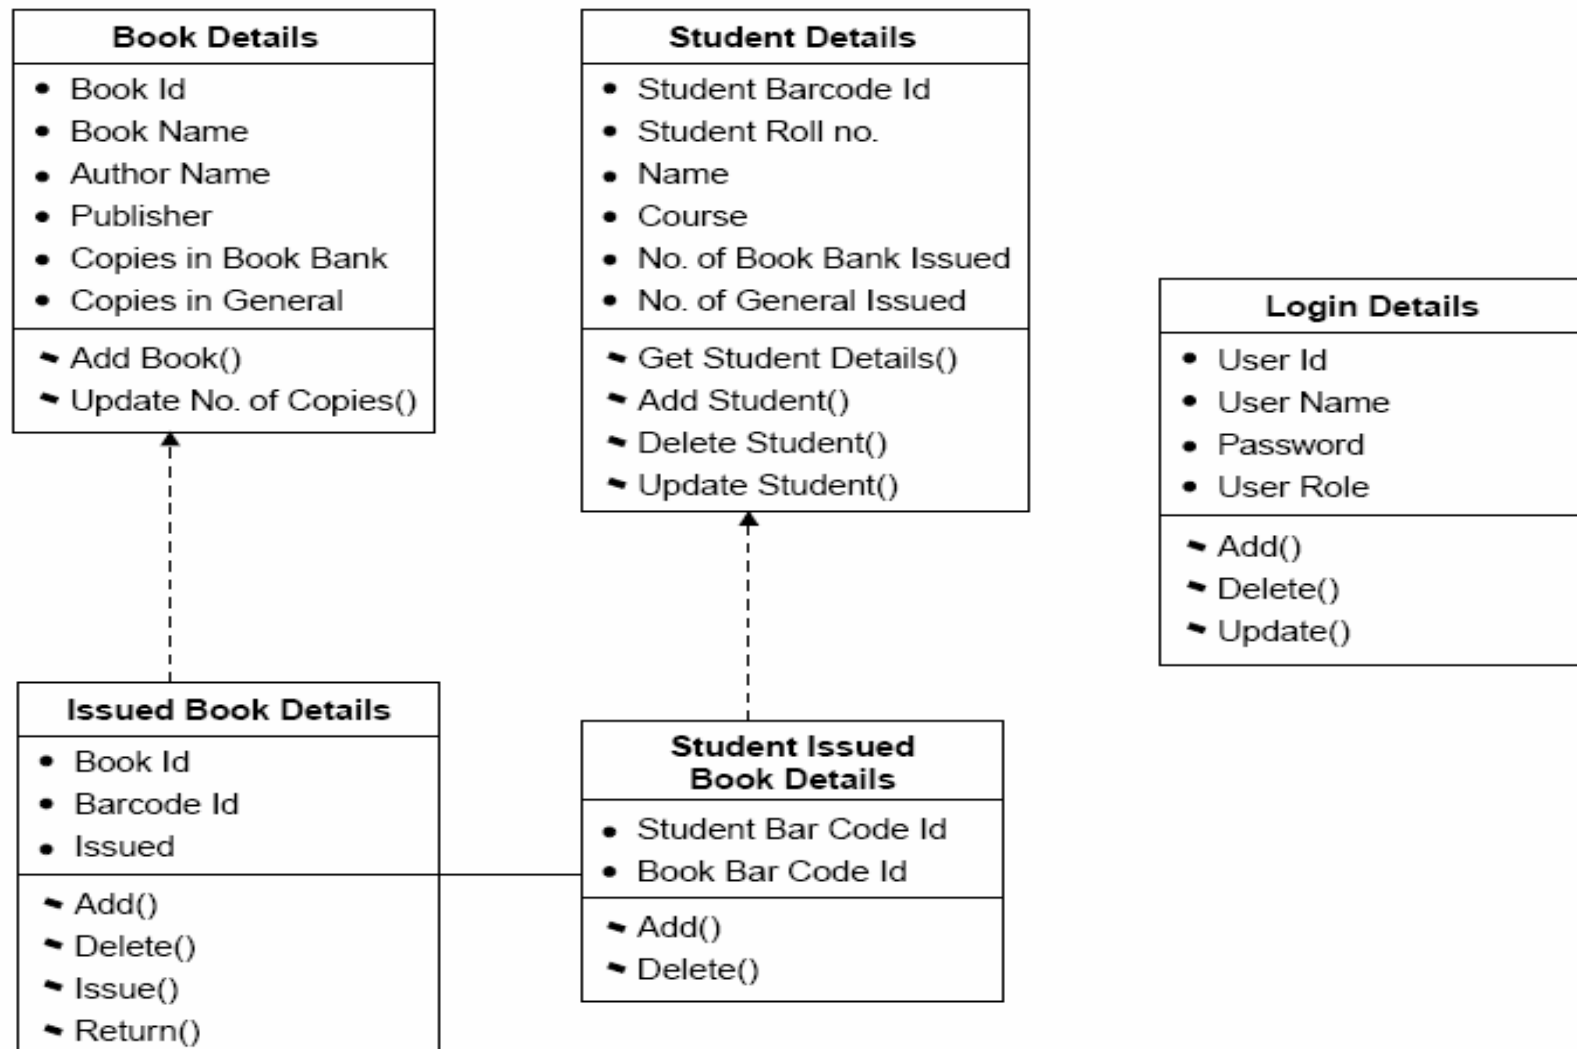 Book Details
• Book Id
• Book Name
• Author Name
• Publisher
• Copies in Book Bank
• Copies in General
- Add Book()
- Update No. of Copies()
Student Details
• Student Barcode Id
• Student Roll no.
• Name
• Course
• No. of Book Bank Issued
• No. of General Issued
- Get Student Details()
- Add Student()
- Delete Student()
- Update Student()
Login Details
• User Id
• User Name
• Password
• User Role
- Add()
- Delete()
- Update()
Issued Book Details
• Book Id
• Barcode Id
• Issued
- Add()
- Delete()
- Issue()
- Return()
Student Issued
Book Details
• Student Bar Code Id
• Book Bar Code Id
- Add()
- Delete()